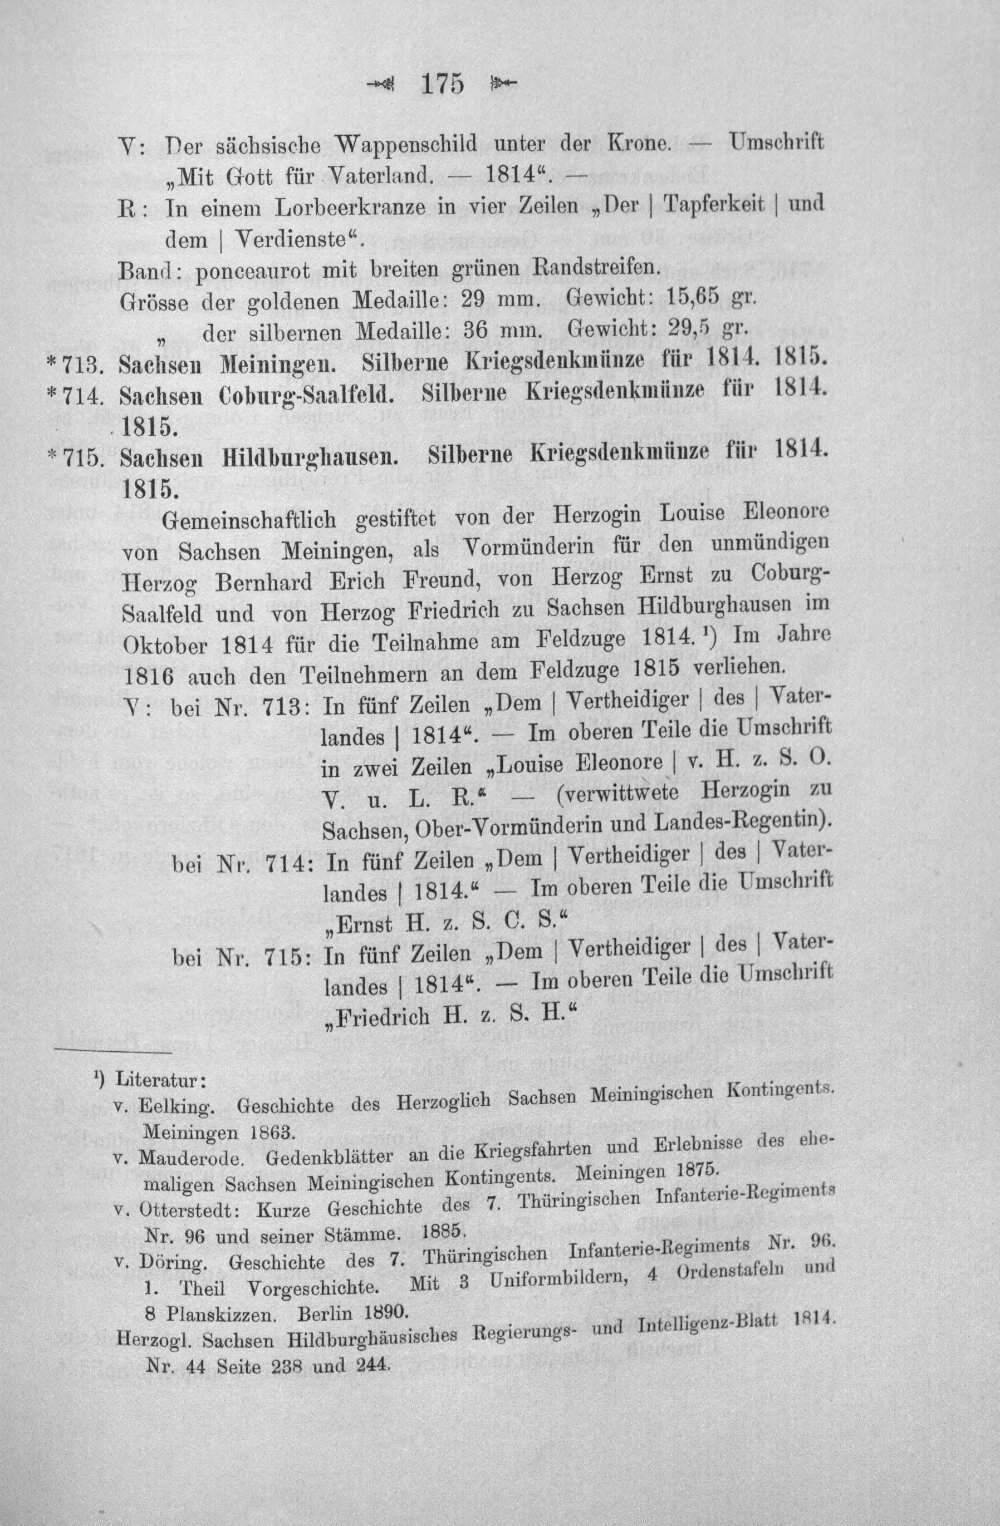 175
V: Der sächsische Wappenschild unter der Krone. — Umschrift
„Mit Gott für Vaterland. — 1814“. —
R: In einem Lorbeerkranze in vier Zeilen „Der | Tapferkeit | und
dem | Verdienste“.
Band: ponceaurot mit breiten grünen Randstreifen.
Grösse der goldenen Medaille: 29 mm. Gewicht: 15,65 gr.
„ der silbernen Medaille: 36 mm. Gewicht: 29,5 gr.
*713. Sachsen Meiningen. Silberne Kriegsdenkmünze für 1814. 1815.
*714. Sachsen Coburg-Saalfeld. Silberne Kriegsdenkmünze für 1814.
1815.
*715. Sachsen Hildburghausen. Silberne Kriegsdenkmünze für 1814.
1815.
Gemeinschaftlich gestiftet von der Herzogin Louise Eleonore
von Sachsen Meiningen, als Vormünderin für den unmündigen
Herzog Bernhard Erich Freund, von Herzog Ernst zu Coburg-
Saalfeld und von Herzog Friedrich zu Sachsen Hildburghausen im
Oktober 1814 für die Teilnahme am Feldzuge 1814.¹) Im Jahre
1816 auch den Teilnehmern an dem Feldzuge 1815 verliehen.
V: bei Nr. 713: In fünf Zeilen „Dem | Vertheidiger | des | Vater-
landes | 1814“. — Im oberen Teile die Umschrift
in zwei Zeilen „Louise Eleonore | v. H. z. S. O.
V. u. L. R.“ — (verwittwete Herzogin zu
Sachsen, Ober-Vormünderin und Landes-Regentin).
bei Nr. 714: In fünf Zeilen „Dem | Vertheidiger | des | Vater-
landes | 1814.“ — Im oberen Teile die Umschrift
„Ernst H. z. S. C. S.“
bei Nr. 715: In fünf Zeilen „Dem | Vertheidiger | des | Vater-
landes | 1814“. — Im oberen Teile die Umschrift
„Friedrich H. z. S. H.“
¹) Literatur:
v. Eelking. Geschichte des Herzoglich Sachsen Meiningischen Kontingents.
Meiningen 1863.
v. Mauderode. Gedenkblätter an die Kriegsfahrten und Erlebnisse des ehe-
maligen Sachsen Meiningischen Kontingents. Meiningen 1875.
v. Otterstedt: Kurze Geschichte des 7. Thüringischen Infanterie-Regiments
Nr. 96 und seiner Stämme. 1885.
v. Döring. Geschichte des 7. Thüringischen Infanterie-Regiments Nr. 96.
1. Theil Vorgeschichte. Mit 3 Uniformbildern, 4 Ordenstafeln und
8 Planskizzen. Berlin 1890.
Herzogl. Sachsen Hildburghäusisches Regierungs- und Intelligenz-Blatt 1814.
Nr. 44 Seite 238 und 244.